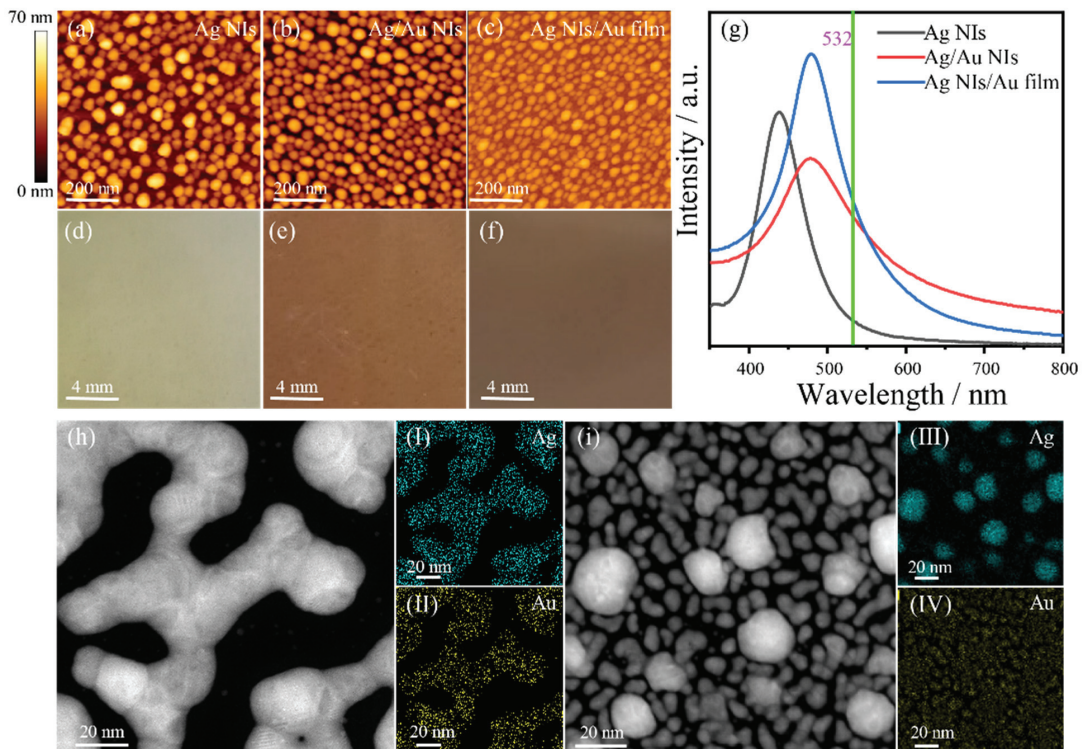 70 nm
0 nm
(a) Ag NIs
200 nm
(b) Ag/Au NIs
200 nm
(c) Ag NIs/Au film
200 nm
(d)
4 mm
(e)
4 mm
(f)
4 mm
(g)
532
Ag NIs
Ag/Au NIs
Ag NIs/Au film
Intensity / a.u.
400 500 600 700 800
Wavelength / nm
(h)
20 nm
(I) Ag
20 nm
(II) Au
20 nm
(i)
20 nm
(III) Ag
20 nm
(IV) Au
20 nm